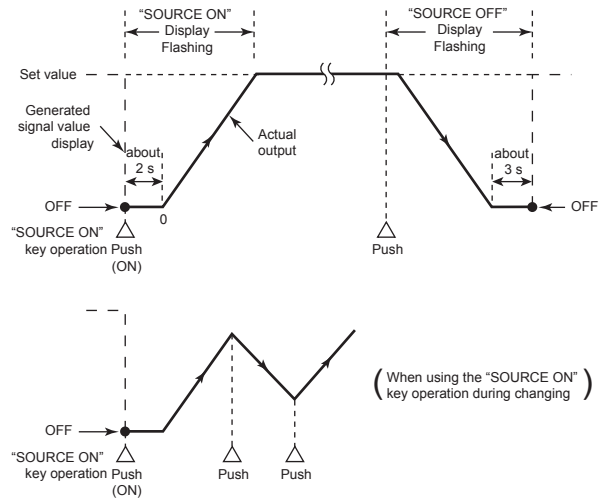 “SOURCE ON”
Display
Flashing
“SOURCE OFF”
Display
Flashing
Set value
Generated
signal value
display
about
2 s
Actual
output
about
3 s
OFF
0
OFF
“SOURCE ON”
key operation
Push
(ON)
Push
(When using the “SOURCE ON”
key operation during changing)
OFF
“SOURCE ON”
key operation
Push
(ON)
Push
Push